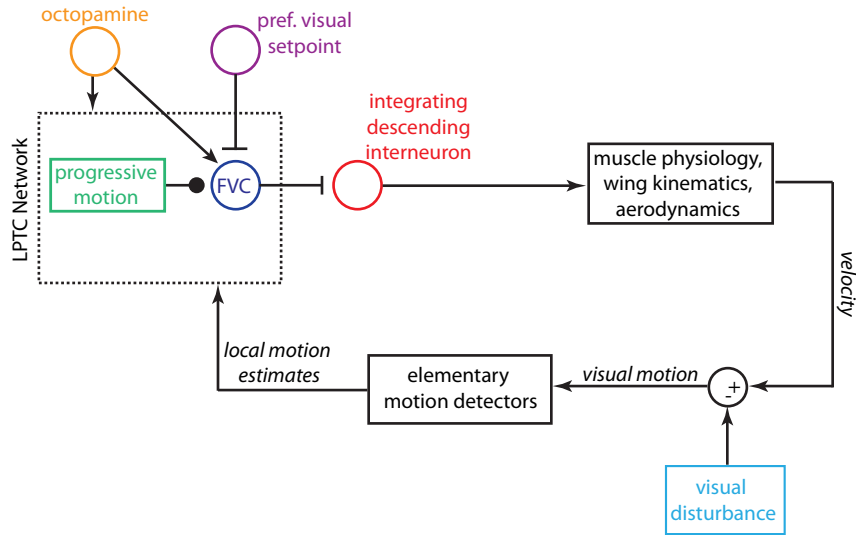 octopamine
pref. visual
setpoint
integrating
descending
interneuron
muscle physiology,
wing kinematics,
aerodynamics
LPTC Network
progressive
motion
FVC
velocity
local motion
estimates
elementary
motion detectors
visual motion
+
-
visual
disturbance